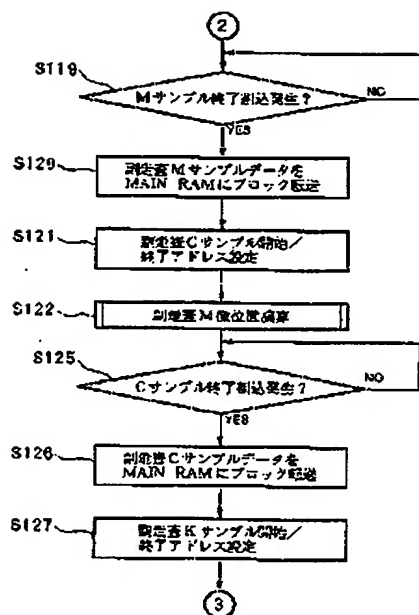 2
S119
Mサンプル終了割込発生?
NO
YES
S120
副走査Mサンプルデータを
MAIN RAMにブロック転送
S121
副走査Cサンプル開始/
終了アドレス設定
S122
副走査M像位置演算
S125
Cサンプル終了割込発生?
NO
YES
S126
副走査Cサンプルデータを
MAIN RAMにブロック転送
S127
副走査Kサンプル開始/
終了アドレス設定
3